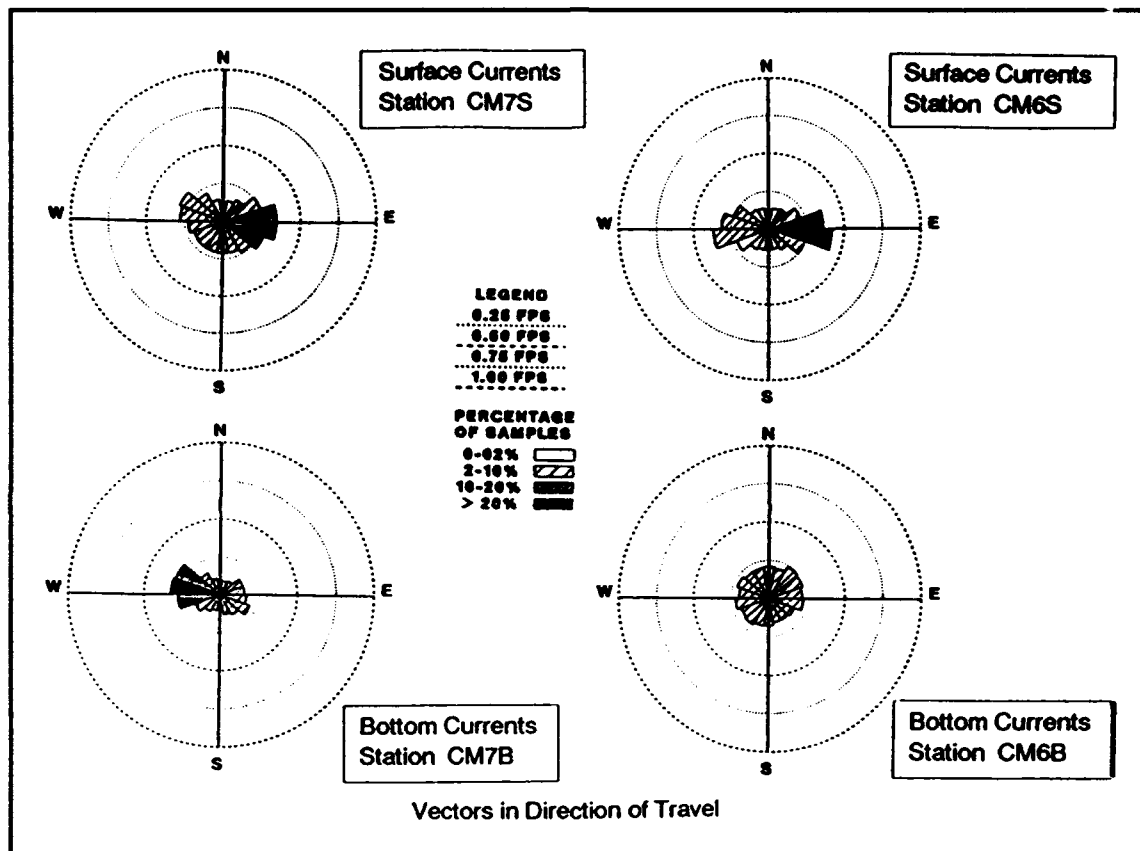 N
Surface Currents
Station CM7S
W
E
S
N
Surface Currents
Station CM6S
W
E
S
LEGEND
0.25 FPS
0.50 FPS
0.75 FPS
1.00 FPS
PERCENTAGE
OF SAMPLES
0-02%
2-10%
10-20%
> 20%
N
W
E
S
Bottom Currents
Station CM7B
N
W
E
S
Bottom Currents
Station CM6B
Vectors in Direction of Travel